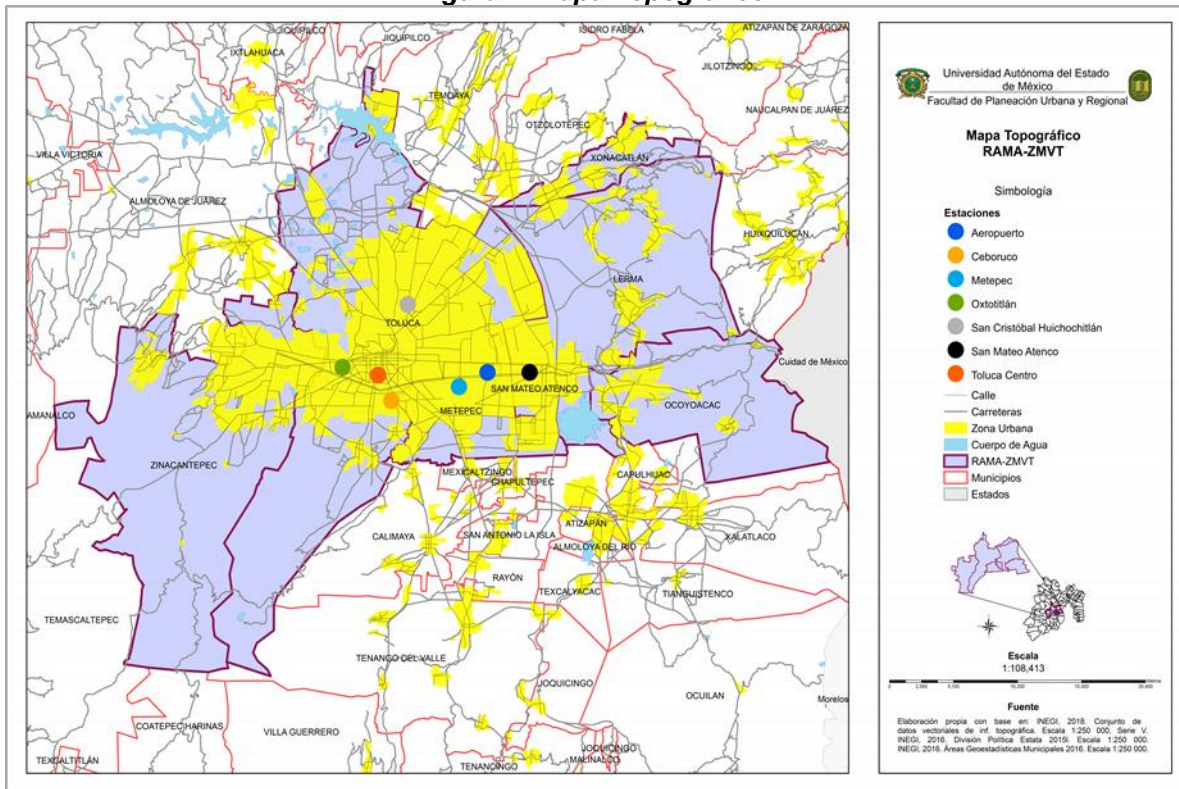 JIQUIPILCO
JIQUIPILCO
ISIDRO FABELA
ATIZAPAN DE ZARAGOZA
IXTLAHUACA
JILOTZINGO
TEMOAYA
NAUCALPAN DE JUÁREZ
OTZOLOTEPEC
VILLA VICTORIA
XONACATLÁN
ALMOLOYA DE JUÁREZ
HUIXQUILUCAN
LERMA
TOLUCA
Cuidad de México
SAN MATEO ATENCO
METEPEC
OCOYOACAC
AMANALCO
ZINACANTEPEC
MEXICALTZINGO
CHAPULTEPEC
CAPULHUAC
CALIMAYA
SAN ANTONIO LA ISLA
ATIZAPÁN
ALMOLOYA DEL RÍO
XALATLACO
RAYÓN
TEXCALYACAC
TIANGUISTENCO
TEMASCALTEPEC
TENANGO DEL VALLE
JOQUICINGO
OCUILAN
Morelos
COATEPEC HARINAS
VILLA GUERRERO
JOQUICINGO
MALINALCO
TEXCALTITLÁN
TENANCINGO
Universidad Autónoma del Estado
de México
Facultad de Planeación Urbana y Regional
Mapa Topográfico
RAMA-ZMVT
Simbología
Estaciones
Aeropuerto
Ceboruco
Metepec
Oxtotitlán
San Cristóbal Huichochitlán
San Mateo Atenco
Toluca Centro
Calle
Carreteras
Zona Urbana
Cuerpo de Agua
RAMA-ZMVT
Municipios
Estados
Escala
1:108,413
Fuente
Elaboración propia con base en: INEGI, 2018. Conjunto de
datos vectoriales de inf. topográfica. Escala 1:250 000, Serie V.
INEGI, 2016. División Política Estata 2015I. Escala 1:250 000.
INEGI, 2016. Áreas Geoestadísticas Municipales 2016. Escala 1:250 000.